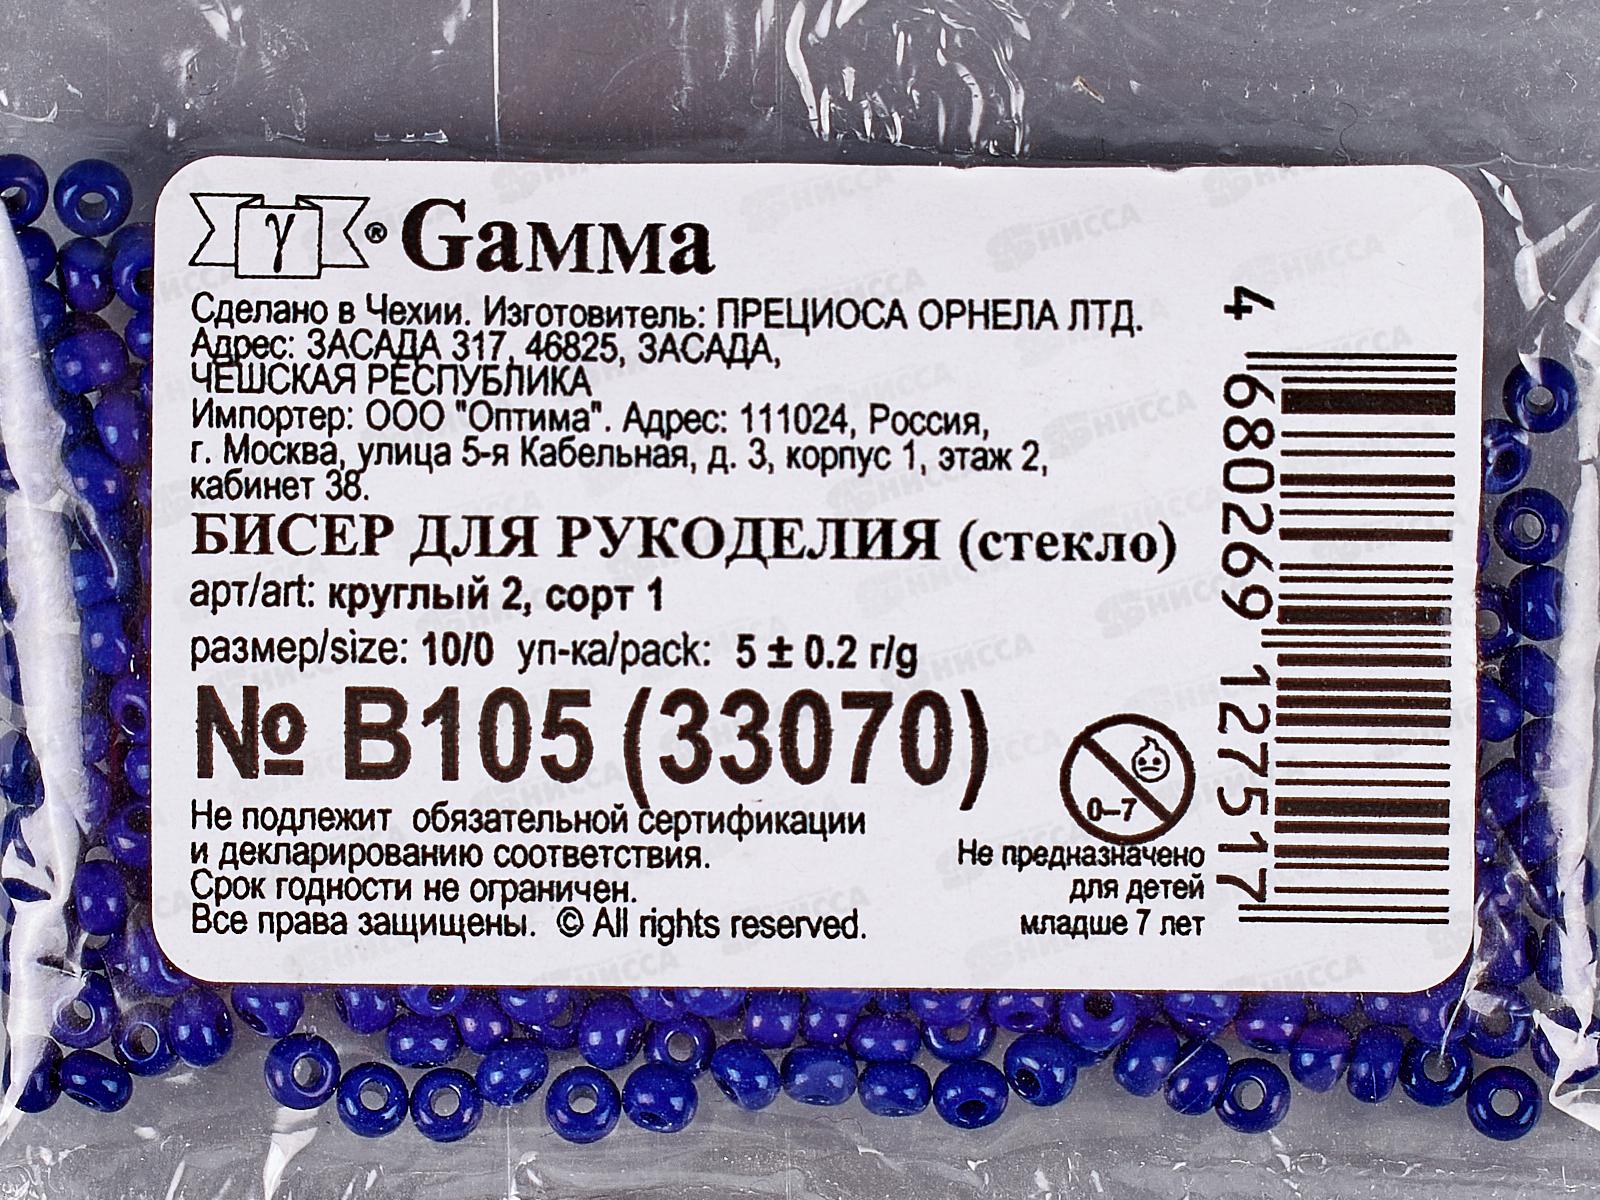 γ ® Gамма
Сделано в Чехии. Изготовитель: ПРЕЦИОСА ОРНЕЛА ЛТД.
Адрес: ЗАСАДА 317, 46825, ЗАСАДА,
ЧЕШСКАЯ РЕСПУБЛИКА
Импортер: ООО "Оптима". Адрес: 111024, Россия,
г. Москва, улица 5-я Кабельная, д. 3, корпус 1, этаж 2,
кабинет 38.
БИСЕР ДЛЯ РУКОДЕЛИЯ (стекло)
арт/art: круглый 2, сорт 1
размер/size: 10/0 уп-ка/pack: 5 ± 0.2 г/g
№ B105 (33070)
Не подлежит обязательной сертификации
и декларированию соответствия.
Срок годности не ограничен.
Все права защищены. © All rights reserved.
0–7
Не предназначено
для детей
младше 7 лет
4 680269 127517
НИССА